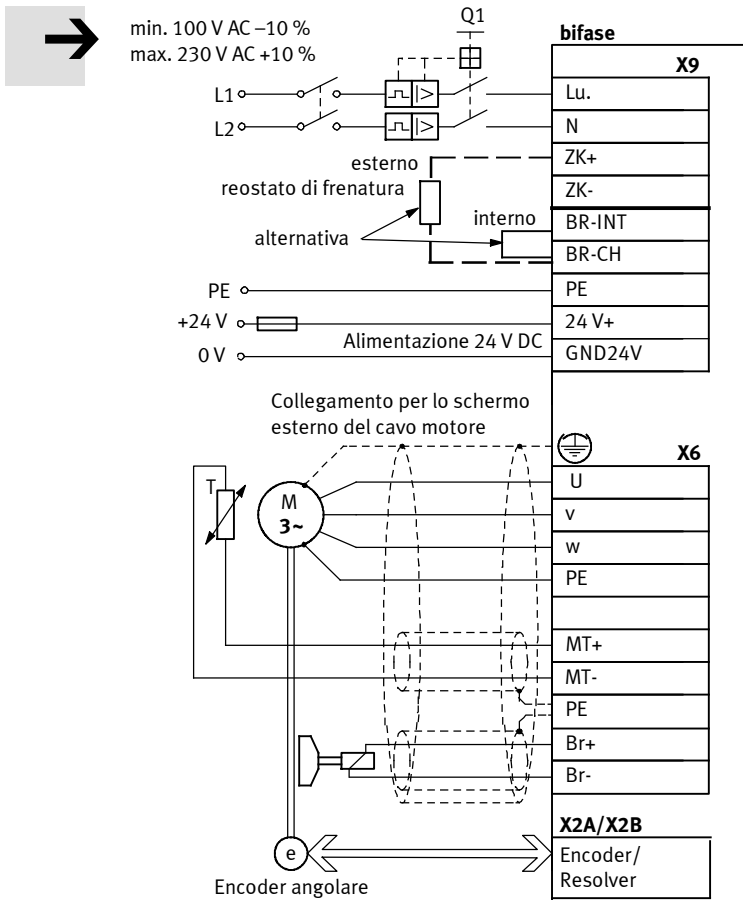 min. 100 V AC –10 %
max. 230 V AC +10 %
Q1
bifase
X9
L1
Lu.
L2
N
ZK+
esterno
reostato di frenatura
ZK-
interno
BR-INT
alternativa
BR-CH
PE
PE
+24 V
24 V+
Alimentazione 24 V DC
0 V
GND24V
Collegamento per lo schermo
esterno del cavo motore
X6
T
M
3~
U
v
w
PE
MT+
MT-
PE
Br+
Br-
X2A/X2B
e
Encoder/
Resolver
Encoder angolare